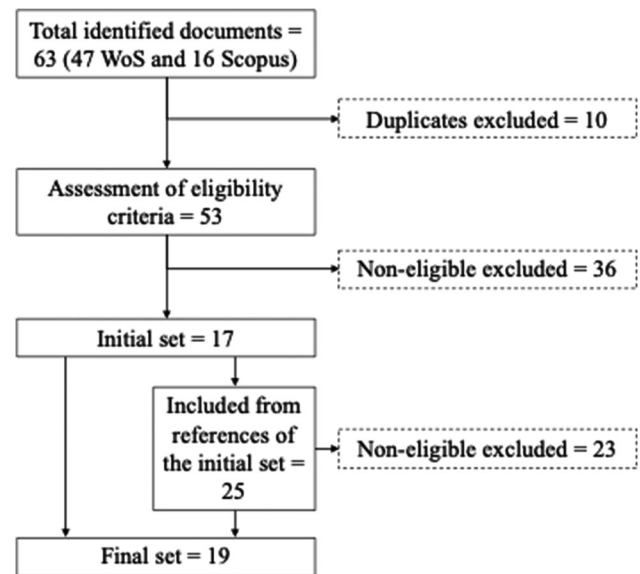 Total identified documents =
63 (47 WoS and 16 Scopus)
Duplicates excluded = 10
Assessment of eligibility
criteria = 53
Non-eligible excluded = 36
Initial set = 17
Included from
references of
the initial set =
25
Non-eligible excluded = 23
Final set = 19